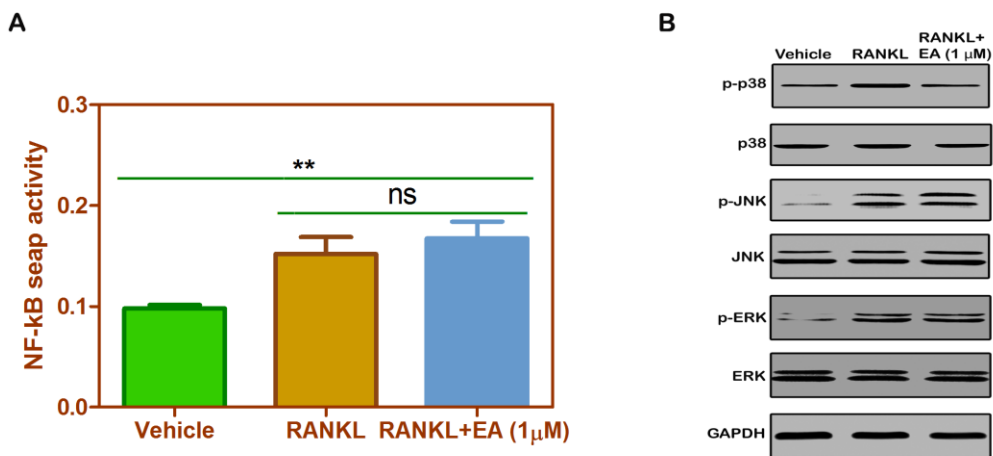 A
NF-kB seap activity
0.3
0.2
0.1
0.0
**
ns
Vehicle
RANKL
RANKL+EA (1μM)
B
Vehicle
RANKL
RANKL+
EA (1 μM)
p-p38
p38
p-JNK
JNK
p-ERK
ERK
GAPDH